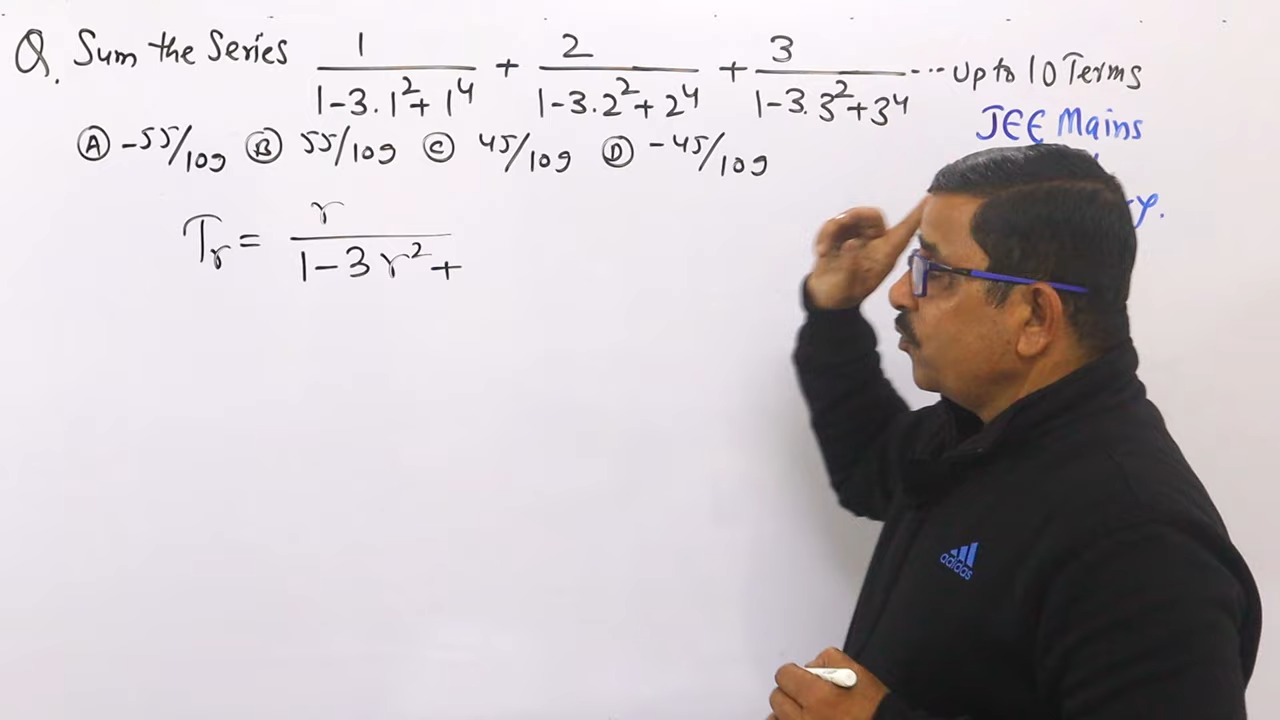 Q. Sum the Series 1/(1-3.1²+1⁴) + 2/(1-3.2²+2⁴) + 3/(1-3.3²+3⁴) ... up to 10 Terms
JEE Mains
(A) -55/109 (B) 55/109 (C) 45/109 (D) -45/109
Tr = r/(1-3r²+
adidas